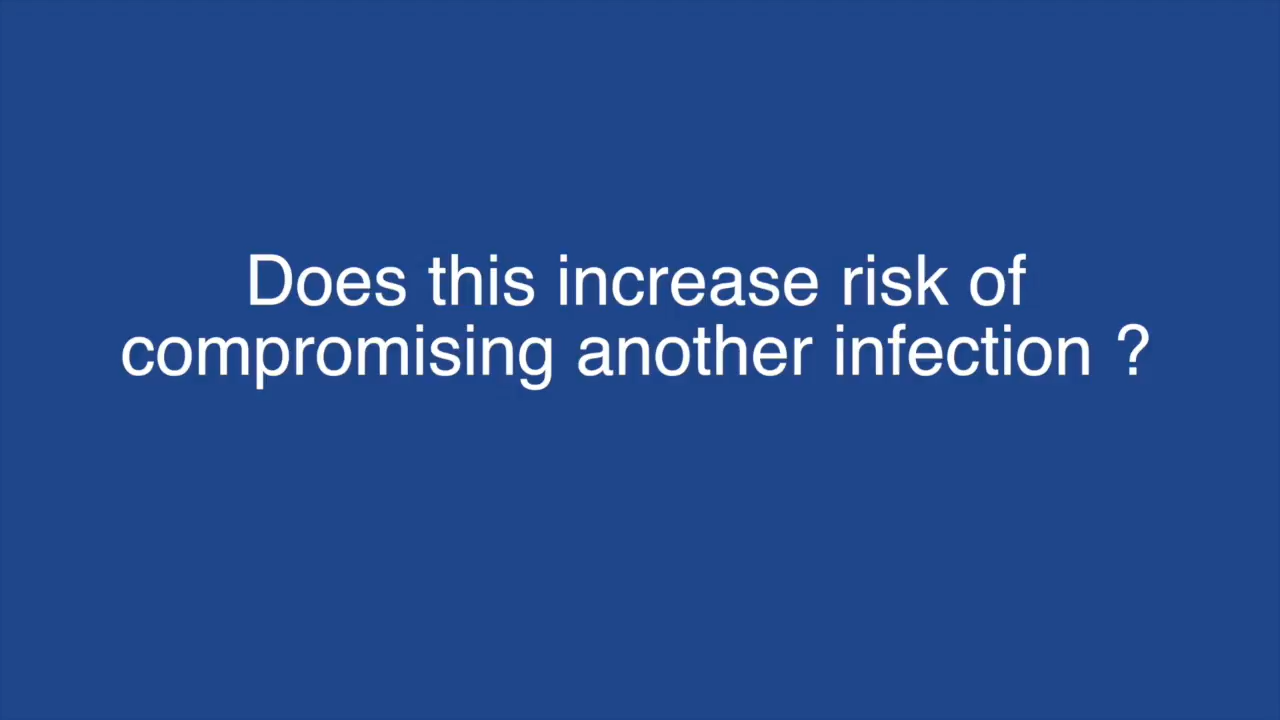 Does this increase risk of
compromising another infection ?